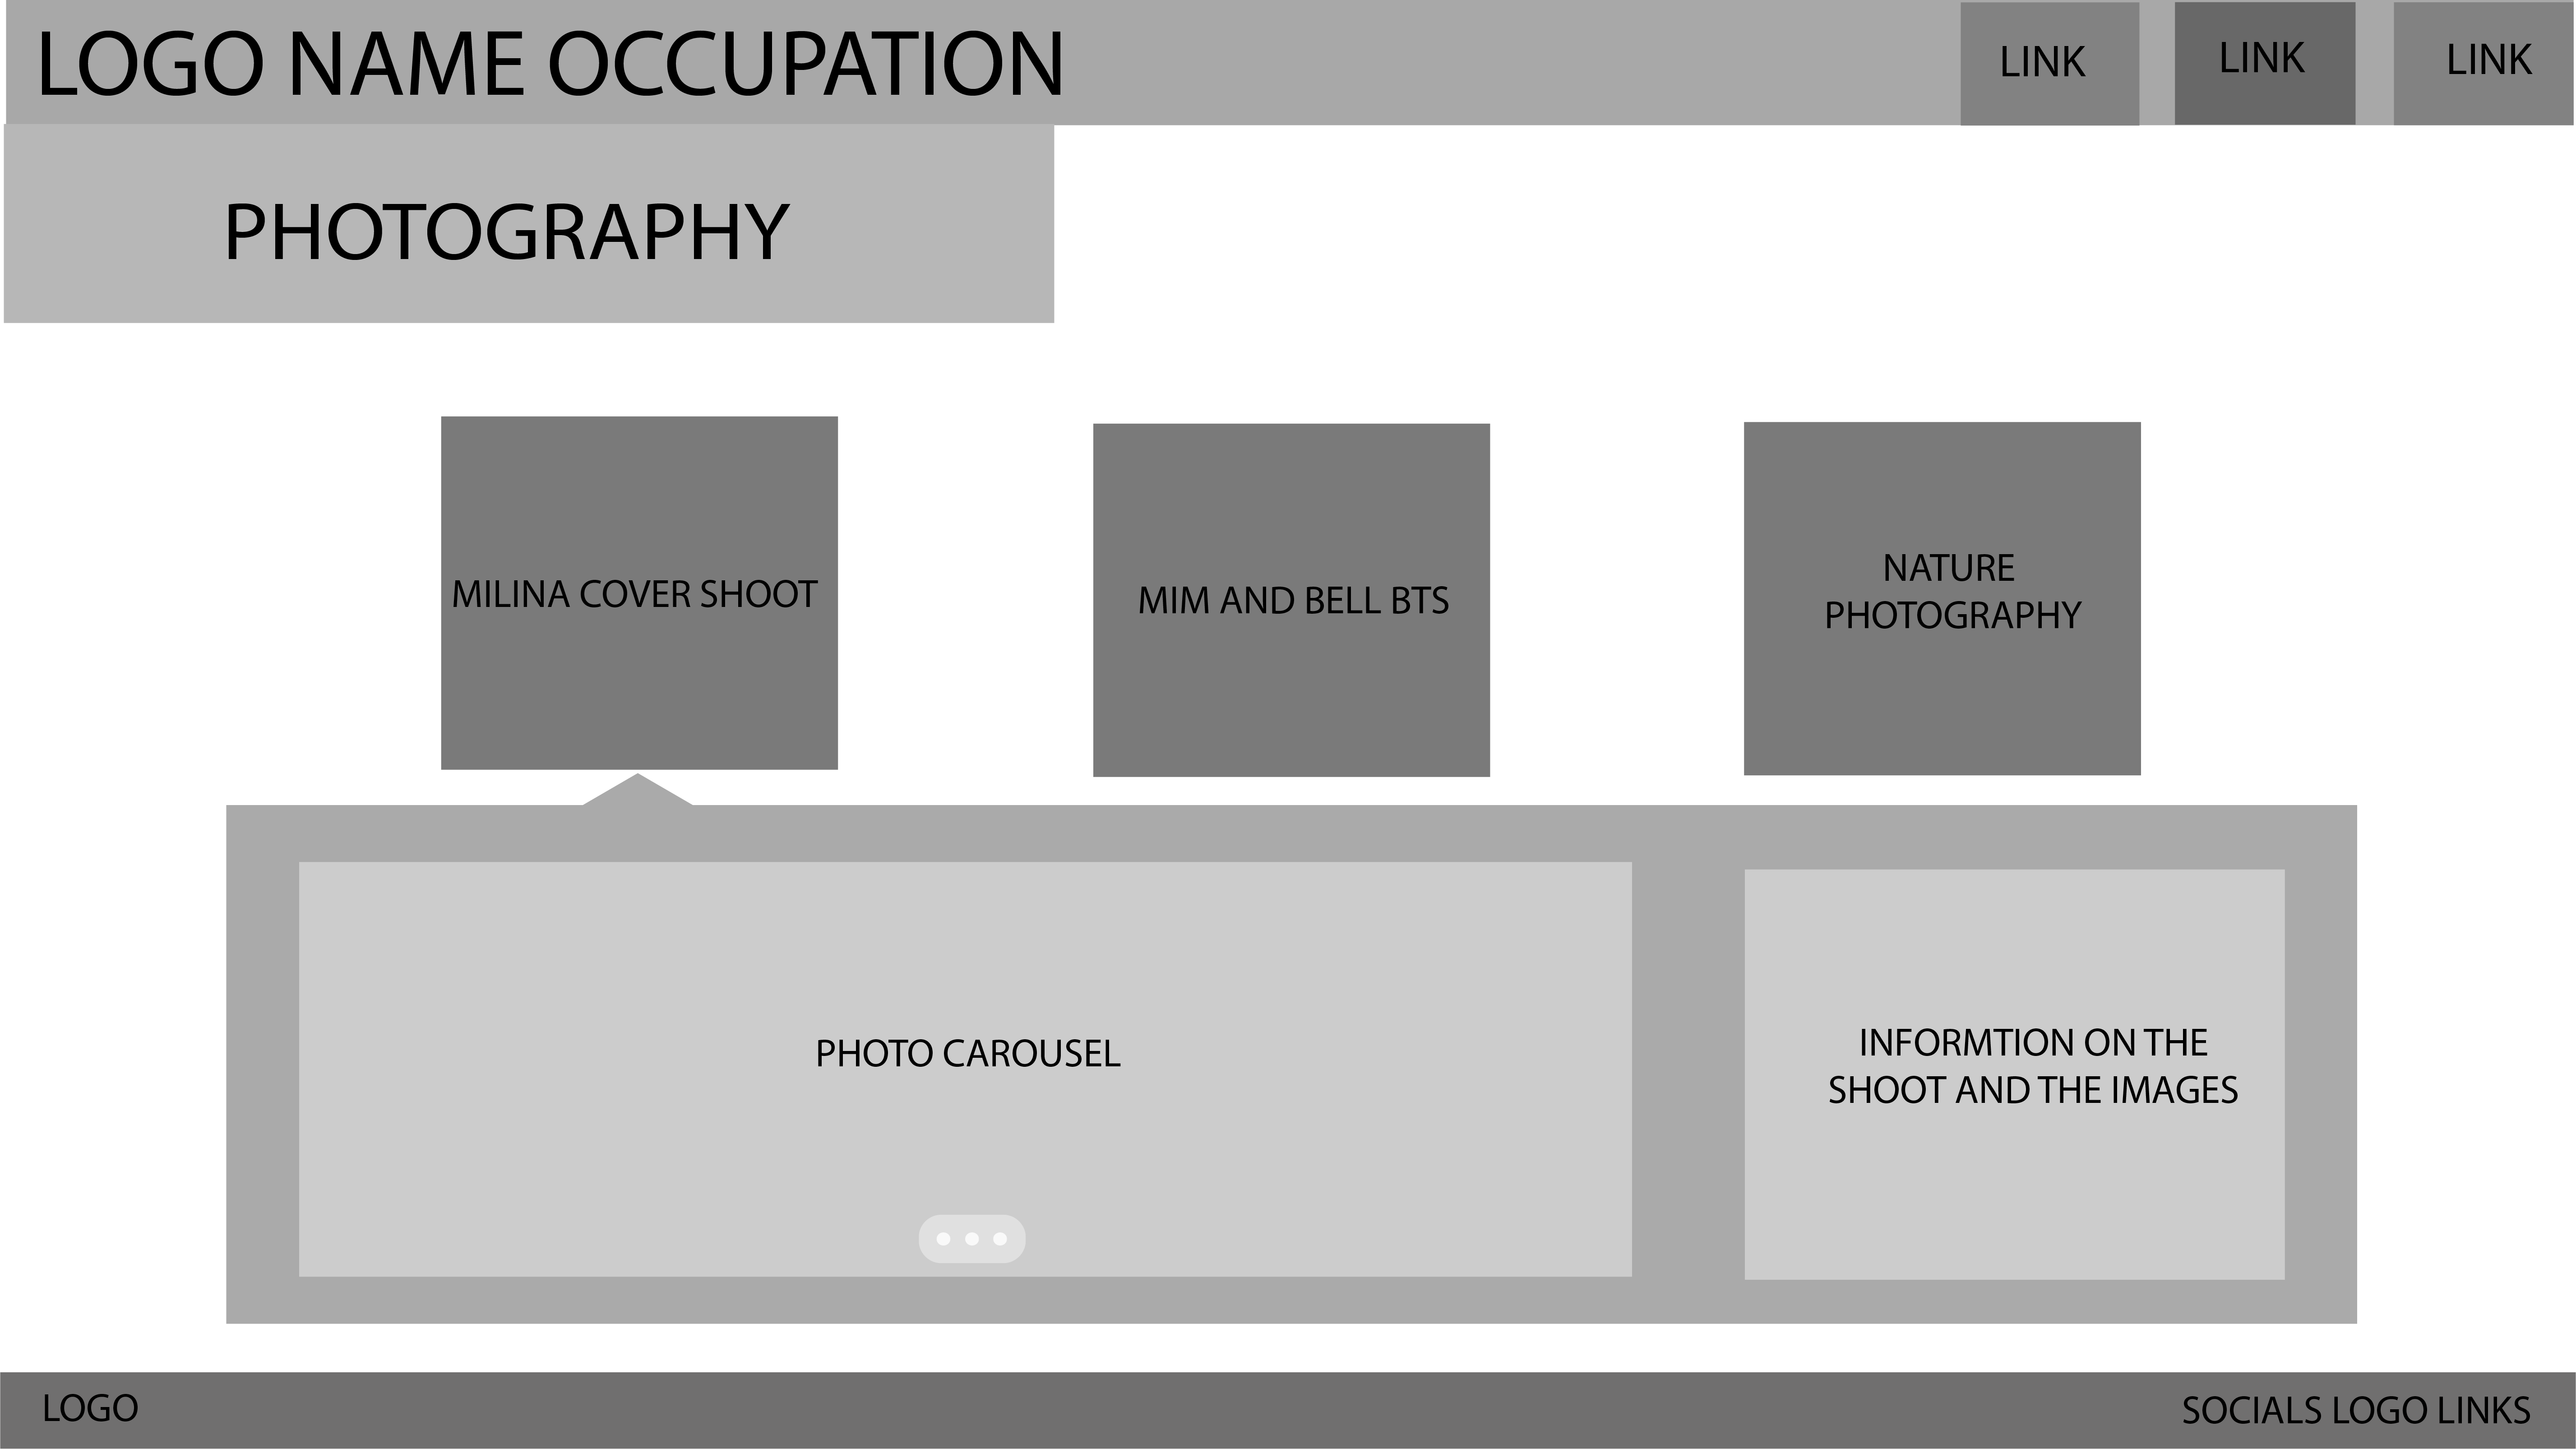 LOGO NAME OCCUPATION
LINK
LINK
LINK
PHOTOGRAPHY
MILINA COVER SHOOT
MIM AND BELL BTS
NATURE
PHOTOGRAPHY
PHOTO CAROUSEL
INFORMTION ON THE
SHOOT AND THE IMAGES
LOGO
SOCIALS LOGO LINKS